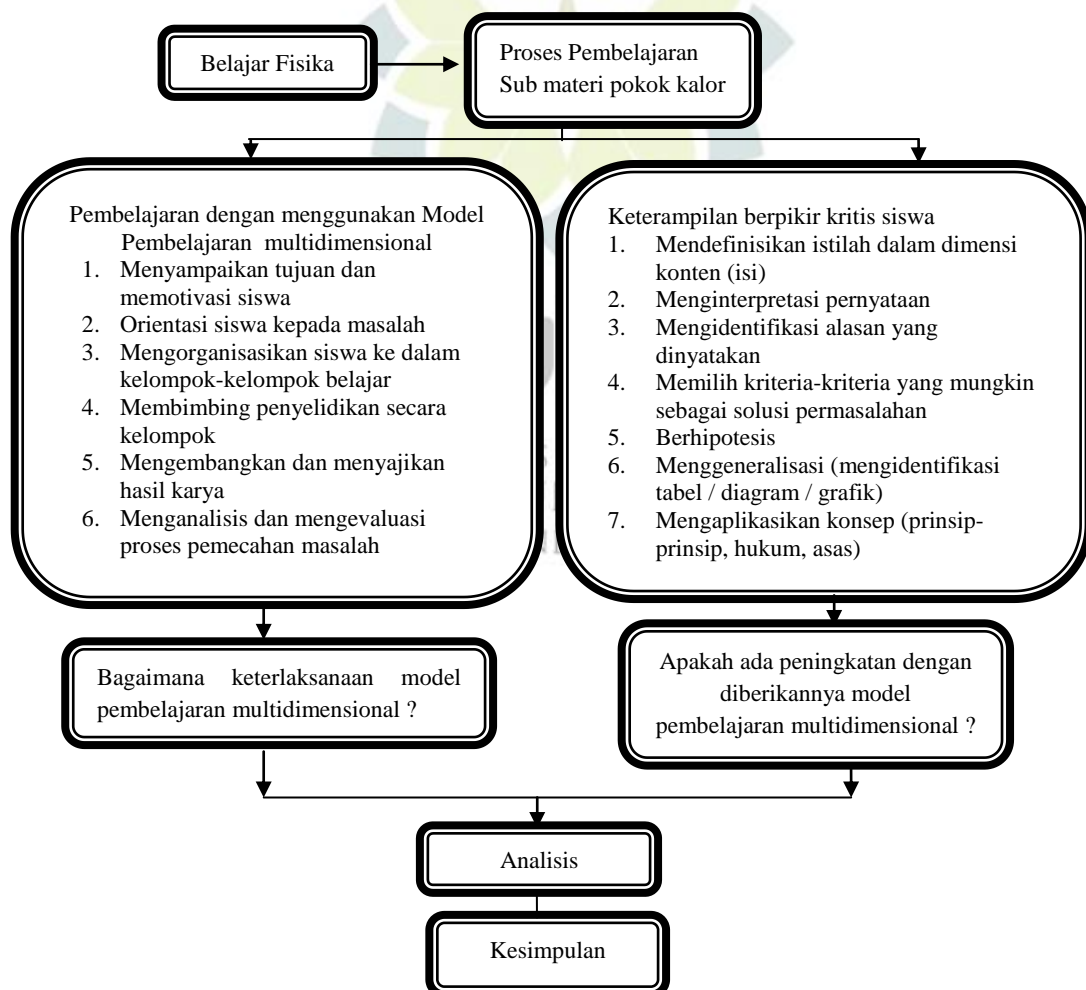 Belajar Fisika
Proses Pembelajaran
Sub materi pokok kalor
Pembelajaran dengan menggunakan Model
Pembelajaran multidimensional
1. Menyampaikan tujuan dan
memotivasi siswa
2. Orientasi siswa kepada masalah
3. Mengorganisasikan siswa ke dalam
kelompok-kelompok belajar
4. Membimbing penyelidikan secara
kelompok
5. Mengembangkan dan menyajikan
hasil karya
6. Menganalisis dan mengevaluasi
proses pemecahan masalah
Keterampilan berpikir kritis siswa
1. Mendefinisikan istilah dalam dimensi
konten (isi)
2. Menginterpretasi pernyataan
3. Mengidentifikasi alasan yang
dinyatakan
4. Memilih kriteria-kriteria yang mungkin
sebagai solusi permasalahan
5. Berhipotesis
6. Menggeneralisasi (mengidentifikasi
tabel / diagram / grafik)
7. Mengaplikasikan konsep (prinsip-
prinsip, hukum, asas)
Bagaimana keterlaksanaan model
pembelajaran multidimensional ?
Apakah ada peningkatan dengan
diberikannya model
pembelajaran multidimensional ?
Analisis
Kesimpulan